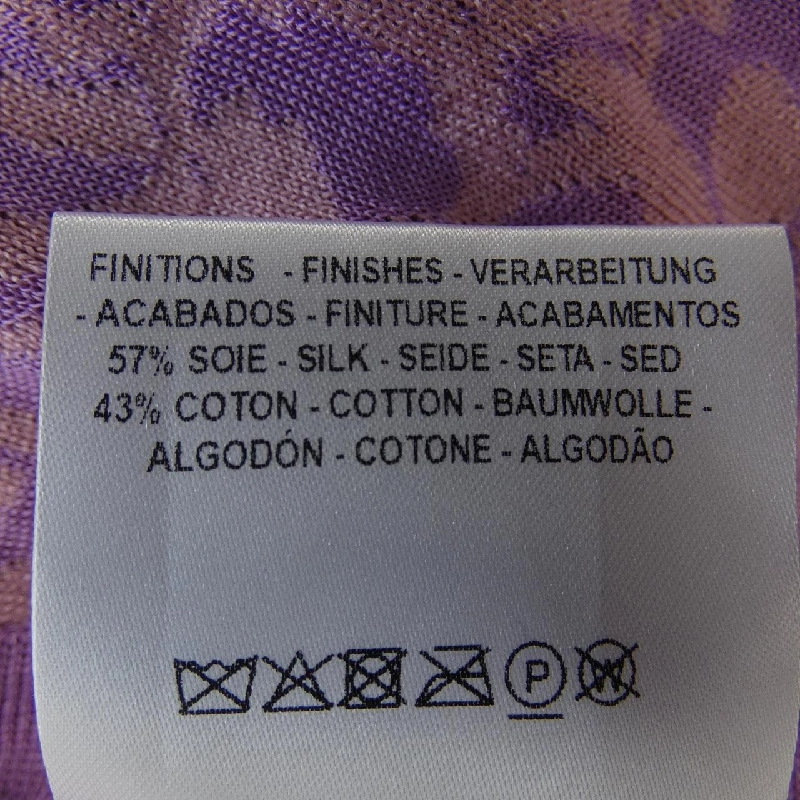 FINITIONS - FINISHES - VERARBEITUNG
- ACABADOS - FINITURE - ACABAMENTOS
57% SOIE - SILK - SEIDE - SETA - SED
43% COTON - COTTON - BAUMWOLLE -
ALGODÓN - COTONE - ALGODÃO
P W